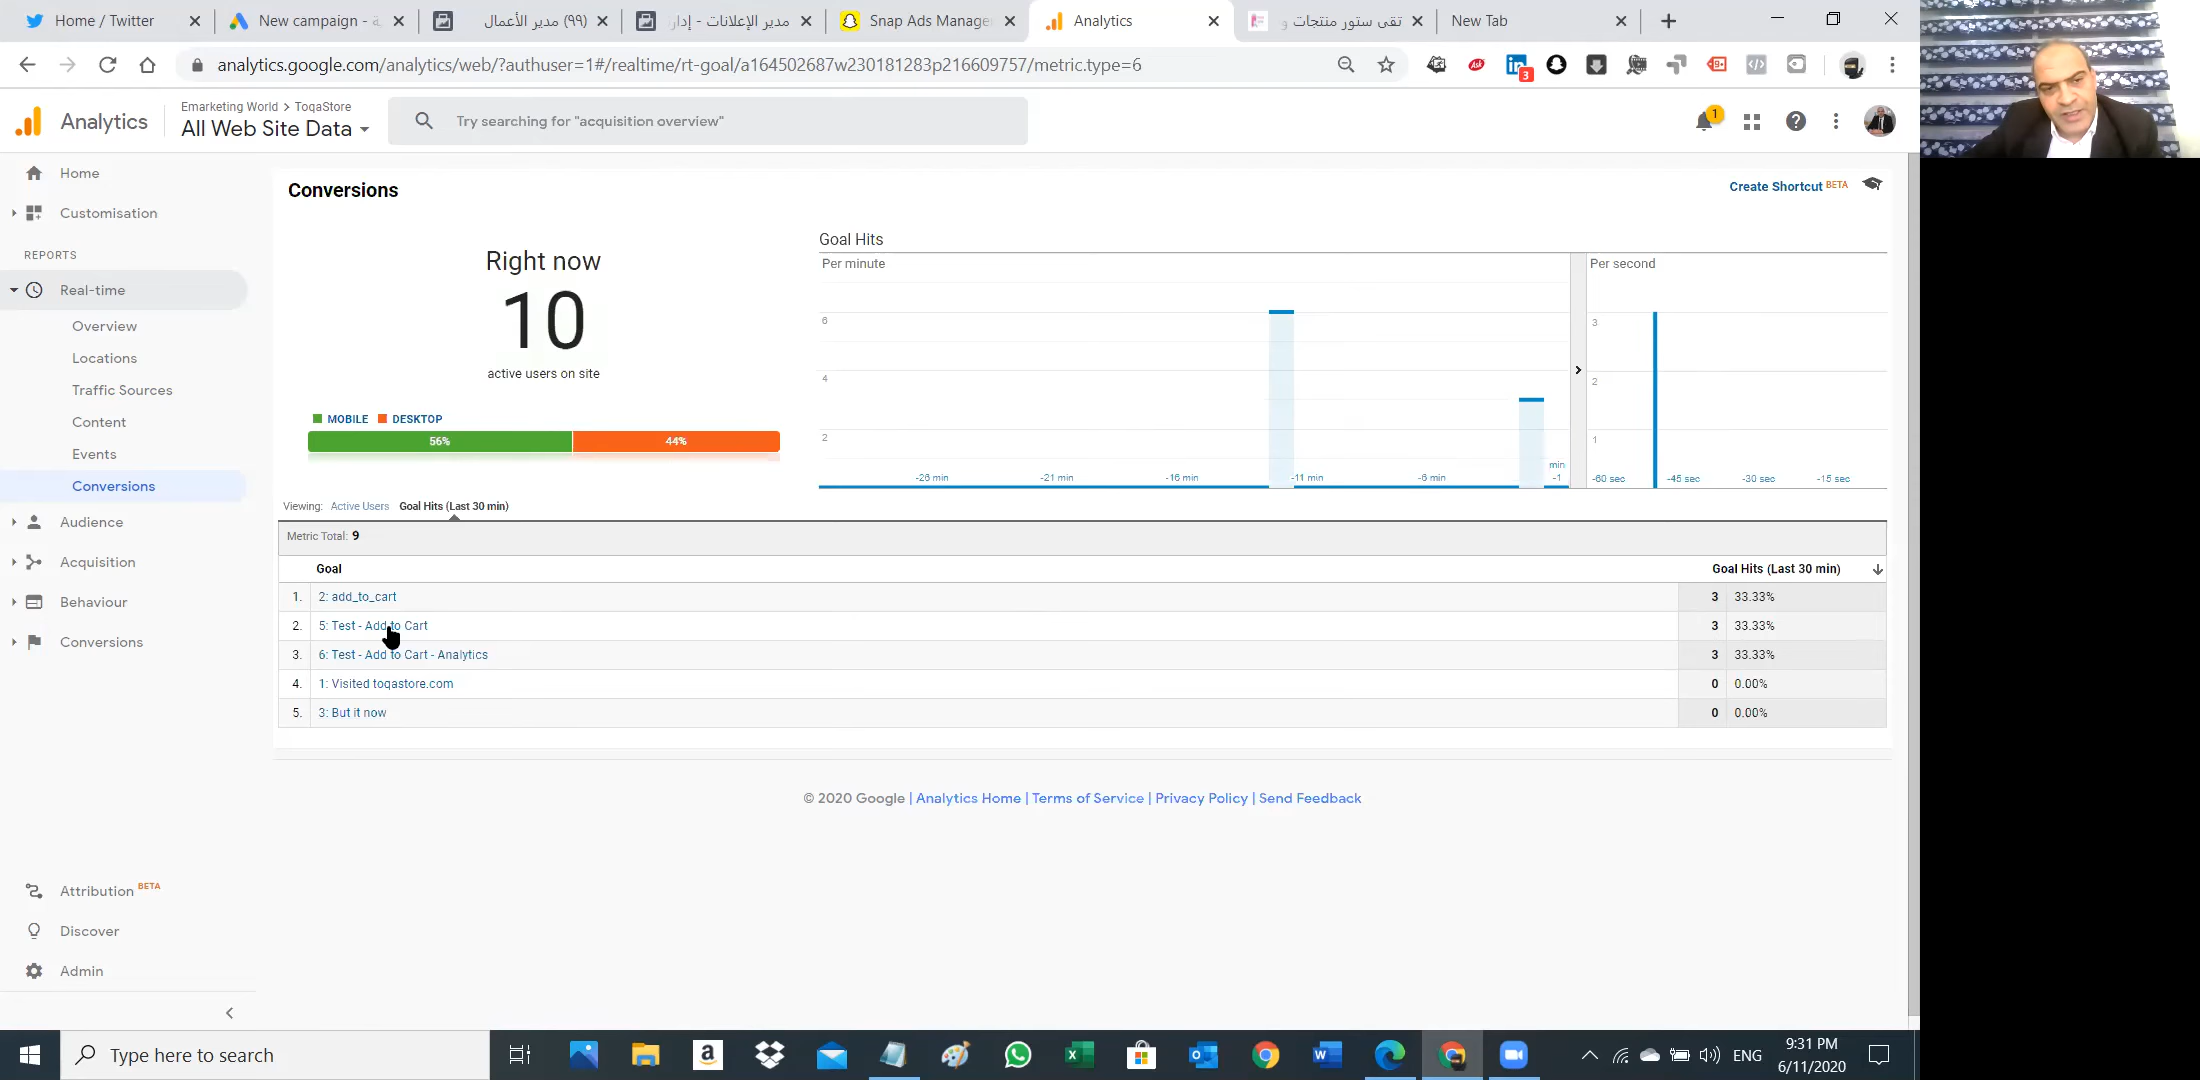 Home / Twitter
New campaign -
(٩٩) مدير الأعمال
مدير الإعلانات - إدار
Snap Ads Manage
Analytics
تقى ستور منتجات و
New Tab
analytics.google.com/analytics/web/?authuser=1#/realtime/rt-goal/a164502687w230181283p216609757/metric.type=6
3
Analytics
Emarketing World > ToqaStore
All Web Site Data
Try searching for "acquisition overview"
1
Home
Customisation
REPORTS
Real-time
Overview
Locations
Traffic Sources
Content
Events
Conversions
Audience
Acquisition
Behaviour
Conversions
Attribution BETA
Discover
Admin
Conversions
Create Shortcut BETA
Right now
10
active users on site
MOBILE DESKTOP
56% 44%
Goal Hits
Per minute
6
4
2
-26 min -21 min -16 min -11 min -6 min min -1
Per second
3
2
1
-60 sec -45 sec -30 sec -15 sec
Viewing: Active Users Goal Hits (Last 30 min)
Metric Total: 9
Goal Goal Hits (Last 30 min)
1. 2: add_to_cart 3 33.33%
2. 5: Test - Add to Cart 3 33.33%
3. 6: Test - Add to Cart - Analytics 3 33.33%
4. 1: Visited toqastore.com 0 0.00%
5. 3: But it now 0 0.00%
© 2020 Google | Analytics Home | Terms of Service | Privacy Policy | Send Feedback
Type here to search
ENG
9:31 PM
6/11/2020